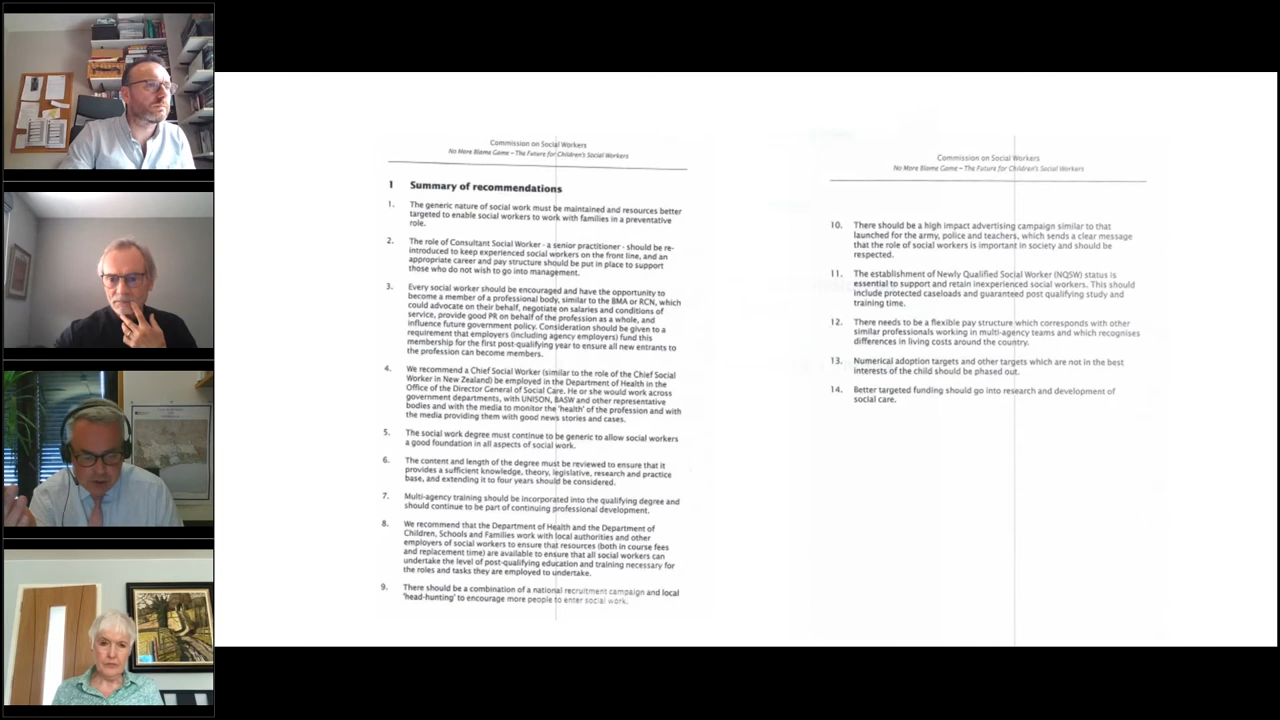 Commission on Social Workers
No More Blame Game – The Future for Children's Social Workers
1 Summary of recommendations
1. The generic nature of social work must be maintained and resources better
targeted to enable social workers to work with families in a preventative
role.
2. The role of Consultant Social Worker - a senior practitioner - should be re-
introduced to keep experienced social workers on the front line, and an
appropriate career and pay structure should be put in place to support
those who do not wish to go into management.
3. Every social worker should be encouraged and have the opportunity to
become a member of a professional body, similar to the BMA or RCN, which
could advocate on their behalf, negotiate on salaries and conditions of
service, provide good PR on behalf of the profession as a whole, and
influence future government policy. Consideration should be given to a
requirement that employers (including agency employers) fund this
membership for the first post-qualifying year to ensure all new entrants to
the profession can become members.
4. We recommend a Chief Social Worker (similar to the role of the Chief Social
Worker in New Zealand) be employed in the Department of Health in the
Office of the Director General of Social Care. He or she would work across
government departments, with UNISON, BASW and other representative
bodies and with the media to monitor the 'health' of the profession and with
the media providing them with good news stories and cases.
5. The social work degree must continue to be generic to allow social workers
a good foundation in all aspects of social work.
6. The content and length of the degree must be reviewed to ensure that it
provides a sufficient knowledge, theory, legislative, research and practice
base, and extending it to four years should be considered.
7. Multi-agency training should be incorporated into the qualifying degree and
should continue to be part of continuing professional development.
8. We recommend that the Department of Health and the Department of
Children, Schools and Families work with local authorities and other
employers of social workers to ensure that resources (both in course fees
and replacement time) are available to ensure that all social workers can
undertake the level of post-qualifying education and training necessary for
the roles and tasks they are employed to undertake.
9. There should be a combination of a national recruitment campaign and local
'head-hunting' to encourage more people to enter social work.
Commission on Social Workers
No More Blame Game – The Future for Children's Social Workers
10. There should be a high impact advertising campaign similar to that
launched for the army, police and teachers, which sends a clear message
that the role of social workers is important in society and should be
respected.
11. The establishment of Newly Qualified Social Worker (NQSW) status is
essential to support and retain inexperienced social workers. This should
include protected caseloads and guaranteed post qualifying study and
training time.
12. There needs to be a flexible pay structure which corresponds with other
similar professionals working in multi-agency teams and which recognises
differences in living costs around the country.
13. Numerical adoption targets and other targets which are not in the best
interests of the child should be phased out.
14. Better targeted funding should go into research and development of
social care.